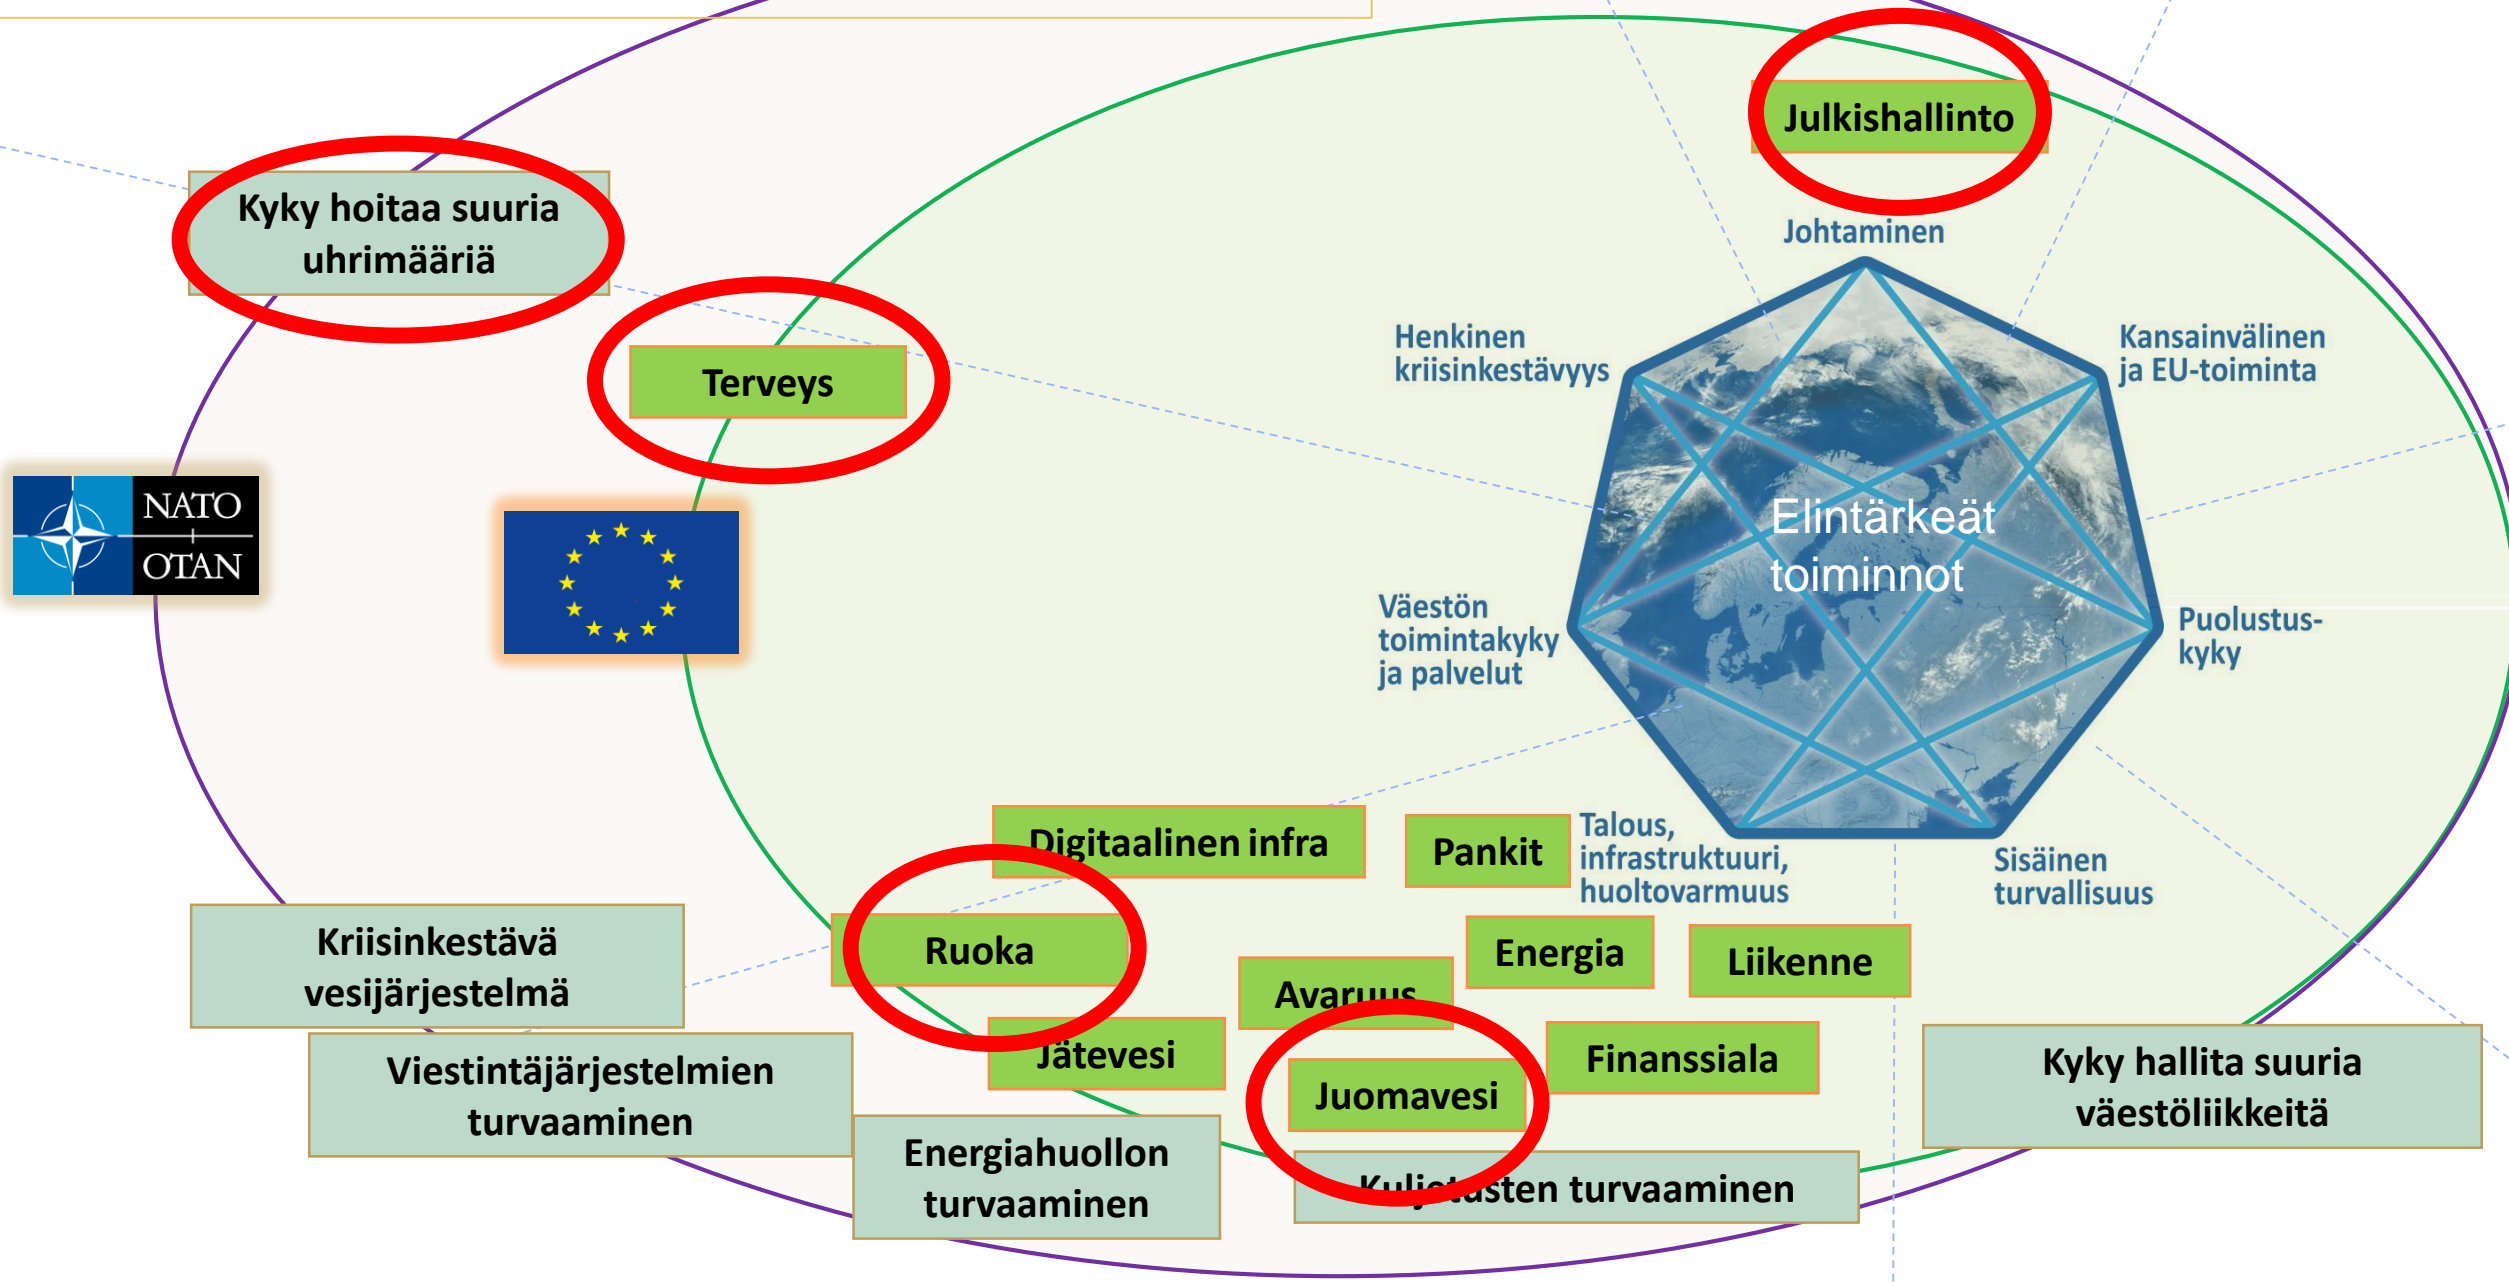 Julkishallinto
Kyky hoitaa suuria
uhrimääriä
Johtaminen
Terveys
Henkinen
kriisinkestävyys
Kansainvälinen
ja EU-toiminta
NATO
OTAN
Elintärkeät
toiminnot
Väestön
toimintakyky
ja palvelut
Puolustus-
kyky
Digitaalinen infra
Pankit
Talous,
infrastruktuuri,
huoltovarmuus
Sisäinen
turvallisuus
Ruoka
Energia
Liikenne
Kriisinkestävä
vesijärjestelmä
Avaruus
Jätevesi
Juomavesi
Finanssiala
Viestintäjärjestelmien
turvaaminen
Kyky hallita suuria
väestöliikkeitä
Energiahuollon
turvaaminen
Kuljetusten turvaaminen